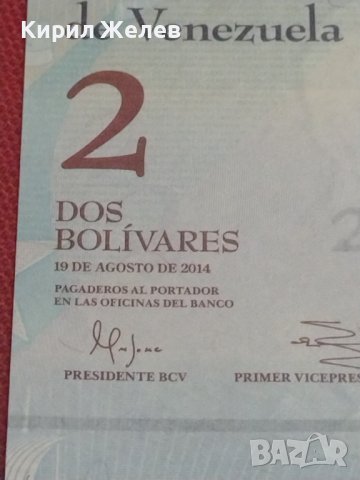 Кирил Желев
de Venezuela
2
DOS
BOLÍVARES
19 DE AGOSTO DE 2014
PAGADEROS AL PORTADOR
EN LAS OFICINAS DEL BANCO
PRESIDENTE BCV
PRIMER VICEPRES
BAZAR